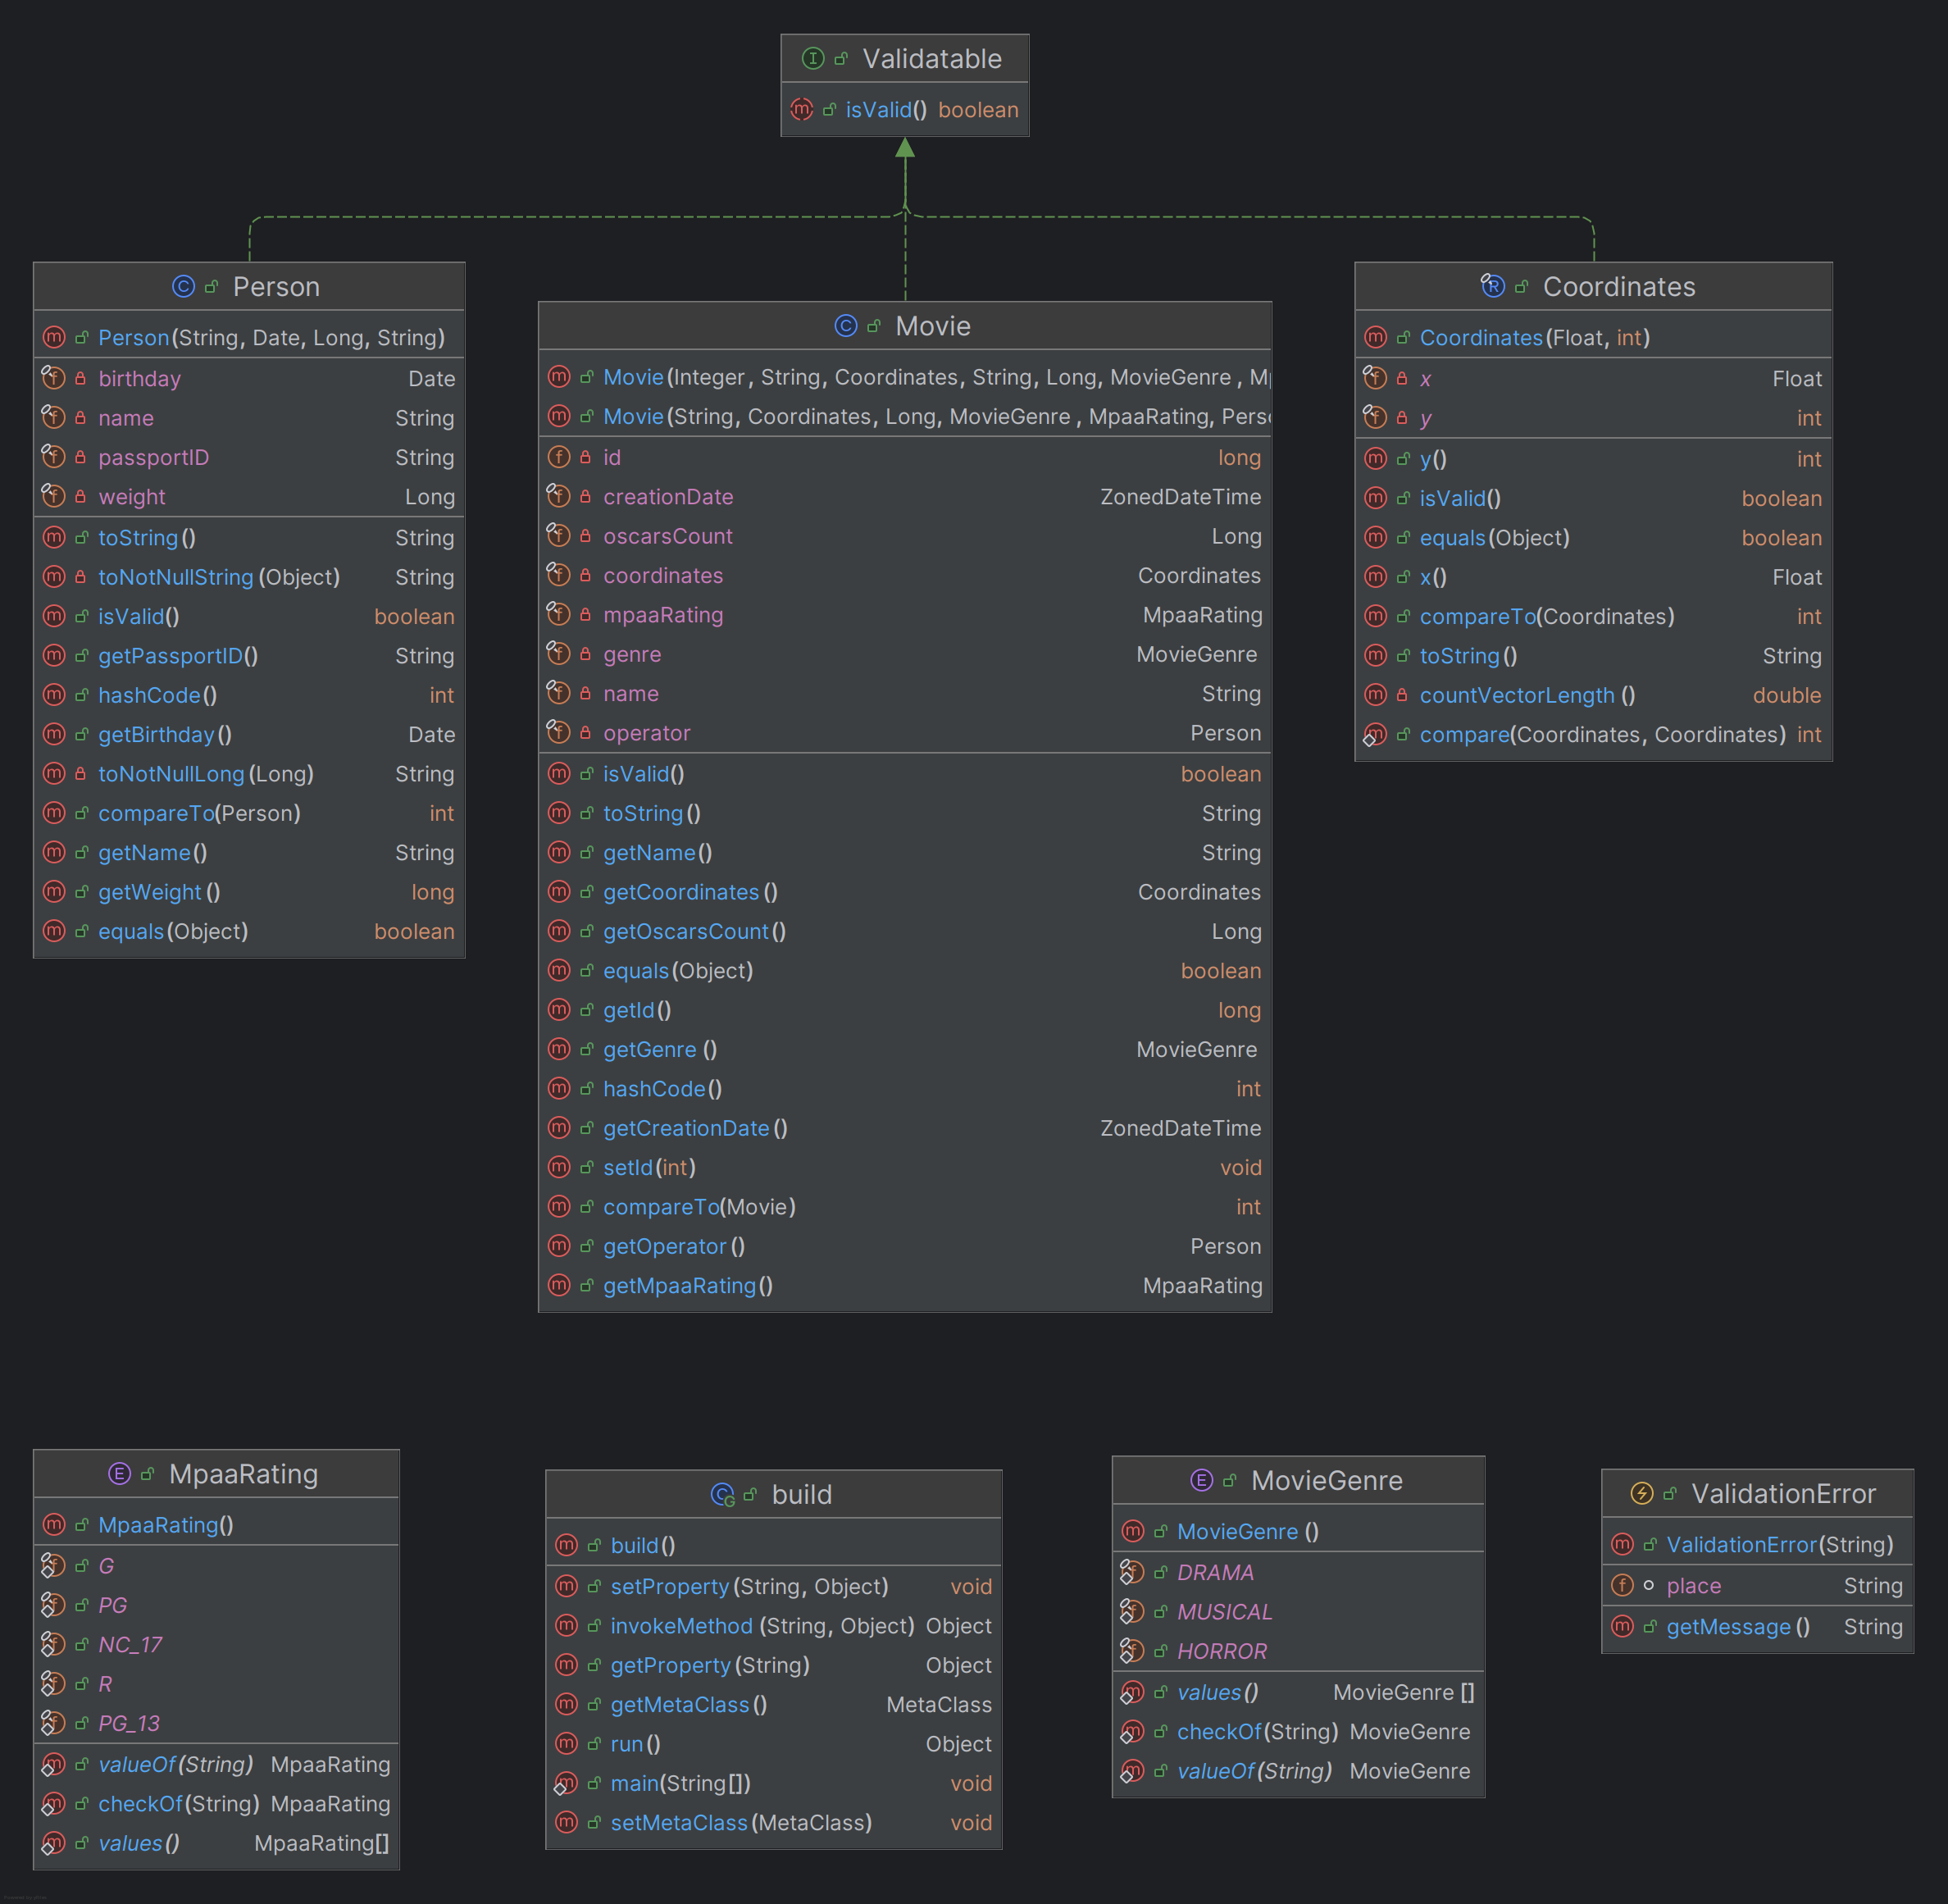 Validatable
isValid() boolean
Person
Person(String, Date, Long, String)
birthday Date
name String
passportID String
weight Long
toString() String
toNotNullString(Object) String
isValid() boolean
getPassportID() String
hashCode() int
getBirthday() Date
toNotNullLong(Long) String
compareTo(Person) int
getName() String
getWeight() long
equals(Object) boolean
Movie
Movie(Integer, String, Coordinates, String, Long, MovieGenre,
Movie(String, Coordinates, Long, MovieGenre, MpaaRating,
id long
creationDate ZonedDateTime
oscarsCount Long
coordinates Coordinates
mpaaRating MpaaRating
genre MovieGenre
name String
operator Person
isValid() boolean
toString() String
getName() String
getCoordinates() Coordinates
getOscarsCount() Long
equals(Object) boolean
getId() long
getGenre() MovieGenre
hashCode() int
getCreationDate() ZonedDateTime
setId(int) void
compareTo(Movie) int
getOperator() Person
getMpaaRating() MpaaRating
Coordinates
Coordinates(Float, int)
x Float
y int
y() int
isValid() boolean
equals(Object) boolean
x() Float
compareTo(Coordinates) int
toString() String
countVectorLength() double
compare(Coordinates, Coordinates) int
MpaaRating
MpaaRating()
G
PG
NC_17
R
PG_13
valueOf(String) MpaaRating
checkOf(String) MpaaRating
values() MpaaRating[]
build
build()
setProperty(String, Object) void
invokeMethod(String, Object) Object
getProperty(String) Object
getMetaClass() MetaClass
run() Object
main(String[]) void
setMetaClass(MetaClass) void
MovieGenre
MovieGenre()
DRAMA
MUSICAL
HORROR
values() MovieGenre[]
checkOf(String) MovieGenre
valueOf(String) MovieGenre
ValidationError
ValidationError(String)
place String
getMessage() String